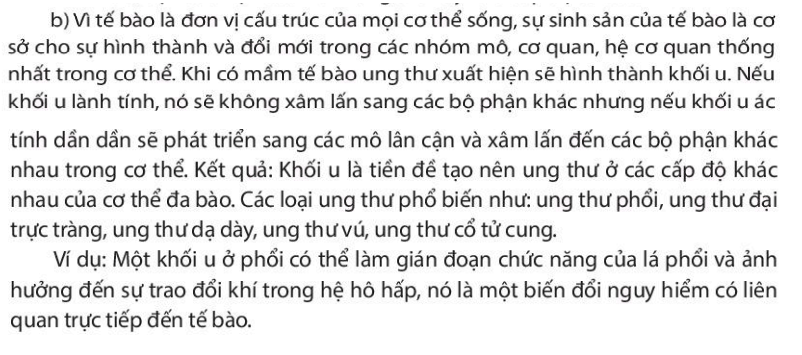 b) Vì tế bào là đơn vị cấu trúc của mọi cơ thể sống, sự sinh sản của tế bào là cơ
sở cho sự hình thành và đổi mới trong các nhóm mô, cơ quan, hệ cơ quan thống
nhất trong cơ thể. Khi có mầm tế bào ung thư xuất hiện sẽ hình thành khối u. Nếu
khối u lành tính, nó sẽ không xâm lấn sang các bộ phận khác nhưng nếu khối u ác
tính dần dần sẽ phát triển sang các mô lân cận và xâm lấn đến các bộ phận khác
nhau trong cơ thể. Kết quả: Khối u là tiền đề tạo nên ung thư ở các cấp độ khác
nhau của cơ thể đa bào. Các loại ung thư phổ biến như: ung thư phổi, ung thư đại
trực tràng, ung thư dạ dày, ung thư vú, ung thư cổ tử cung.
Ví dụ: Một khối u ở phổi có thể làm gián đoạn chức năng của lá phổi và ảnh
hưởng đến sự trao đổi khí trong hệ hô hấp, nó là một biến đổi nguy hiểm có liên
quan trực tiếp đến tế bào.